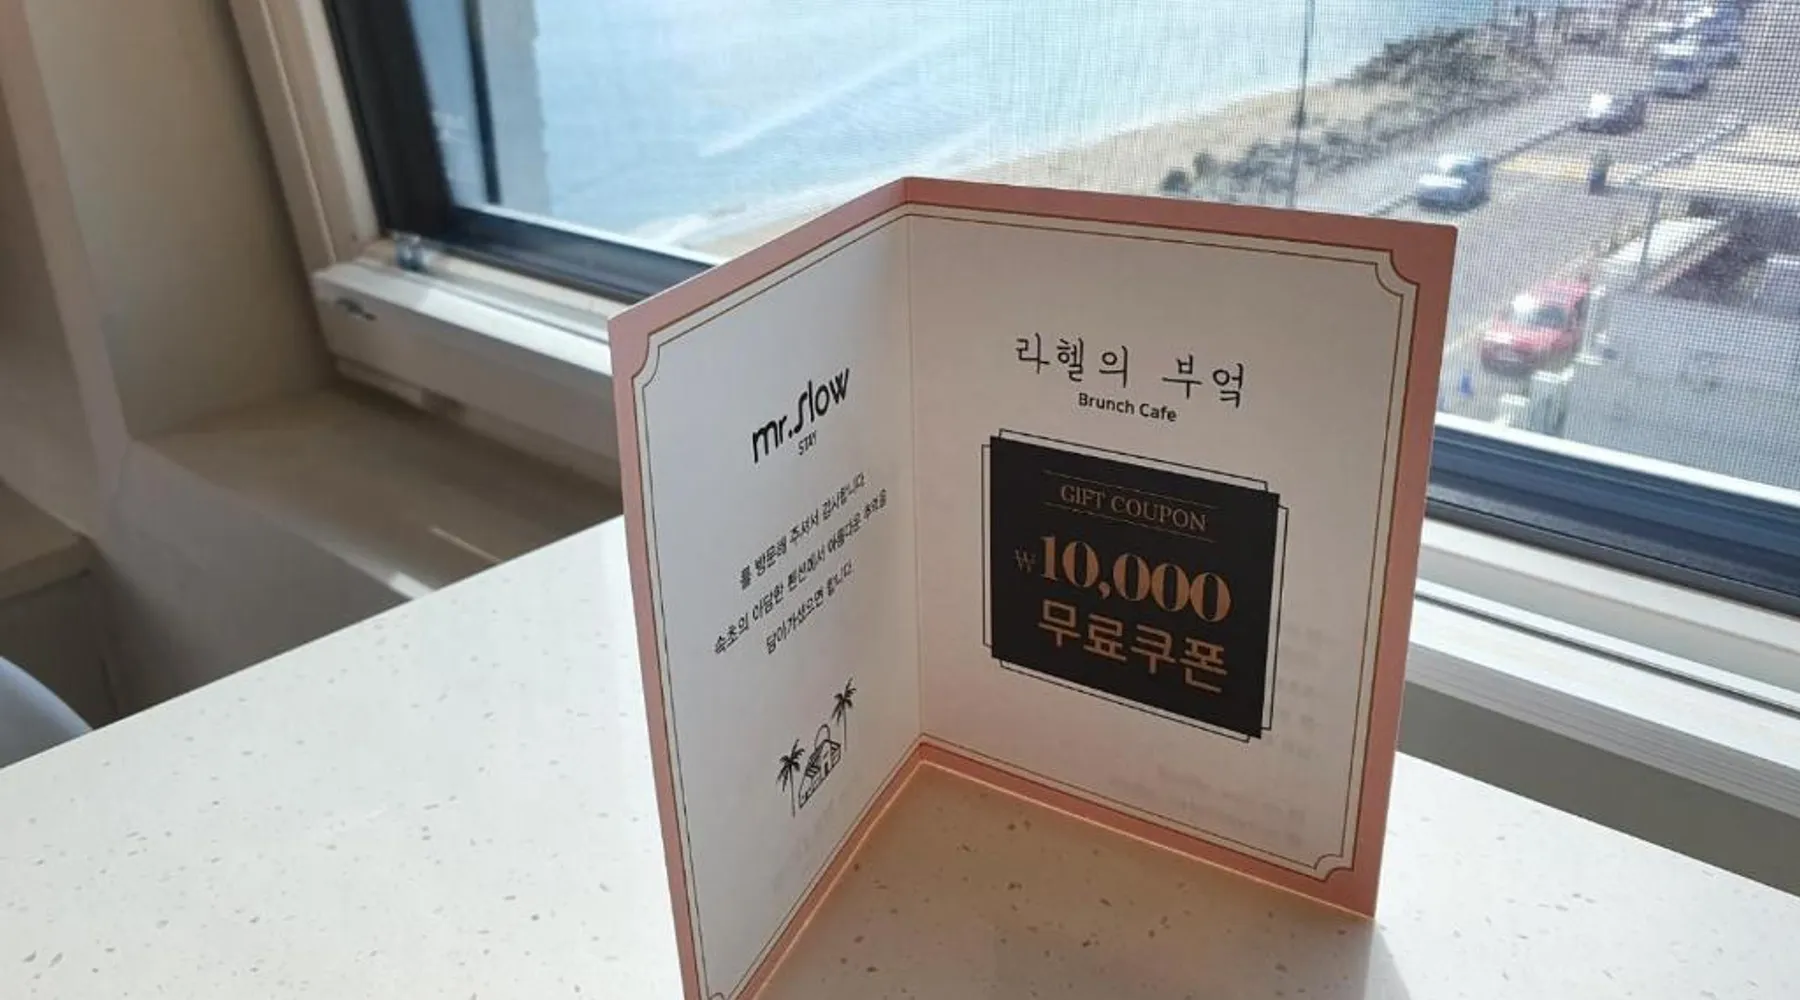 mr.slow
STAY
를 방문해 주셔서 감사합니다.
속초의 아담한 펜션에서 아름다운 추억을
담아가셨으면 합니다.
라헬의 부엌
Brunch Cafe
GIFT COUPON
₩10,000
무료쿠폰